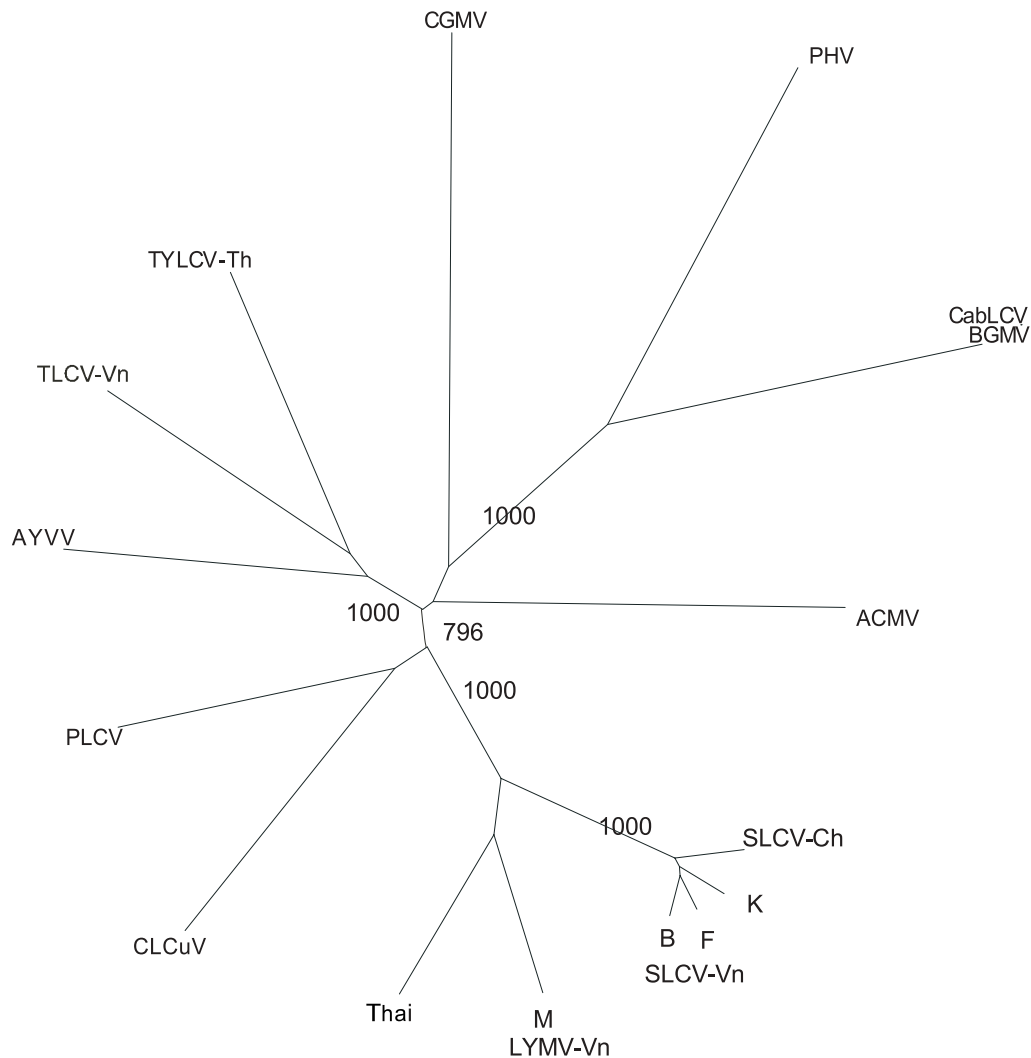 CGMV
PHV
TYLCV-Th
CabLCV
BGMV
TLCV-Vn
1000
AYVV
1000
796
ACMV
1000
PLCV
1000
SLCV-Ch
K
B
F
CLCuV
SLCV-Vn
Thai
M
LYMV-Vn